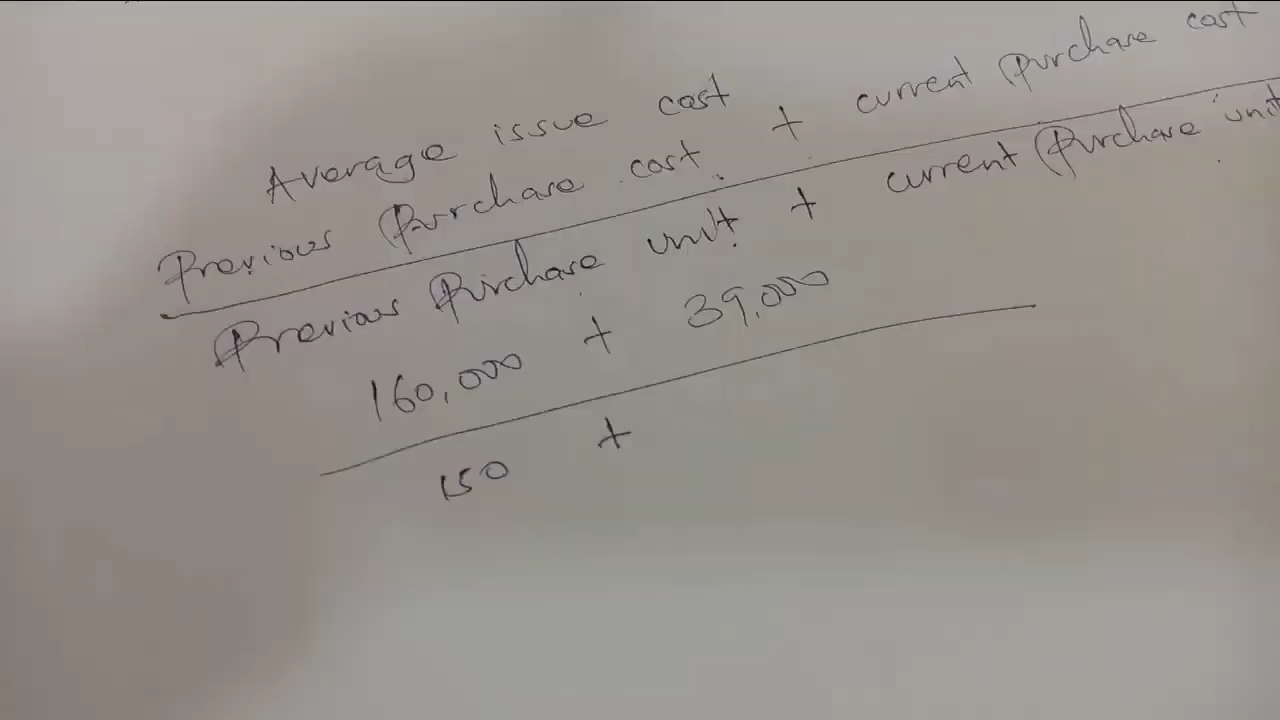 Average issue cost
Previous Purchase cost + current Purchase cost
Previous Purchase unit + current Purchase unit
160,000 + 39,000
150 +